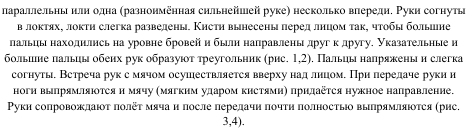 параллельны или одна (разноимённая сильнейшей руке) несколько впереди. Руки согнуты
в локтях, локти слегка разведены. Кисти вынесены перед лицом так, чтобы большие
пальцы находились на уровне бровей и были направлены друг к другу. Указательные и
большие пальцы обеих рук образуют треугольник (рис. 1,2). Пальцы напряжены и слегка
согнуты. Встреча рук с мячом осуществляется вверху над лицом. При передаче руки и
ноги выпрямляются и мячу (мягким ударом кистями) придаётся нужное направление.
Руки сопровождают полёт мяча и после передачи почти полностью выпрямляются (рис.
3,4).